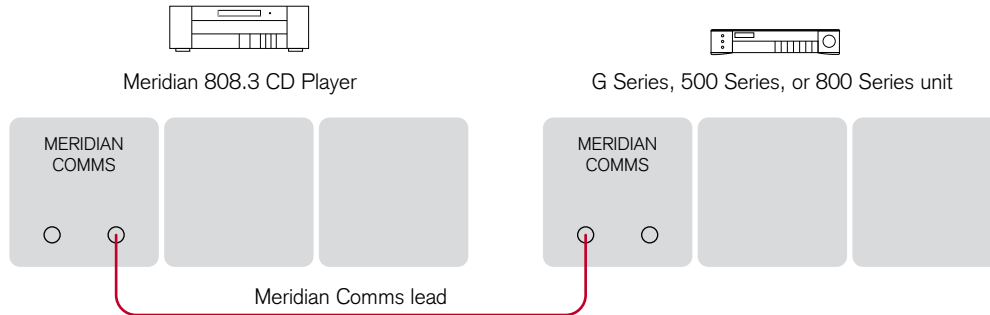 Meridian 808.3 CD Player
G Series, 500 Series, or 800 Series unit
MERIDIAN
COMMS
MERIDIAN
COMMS
Meridian Comms lead